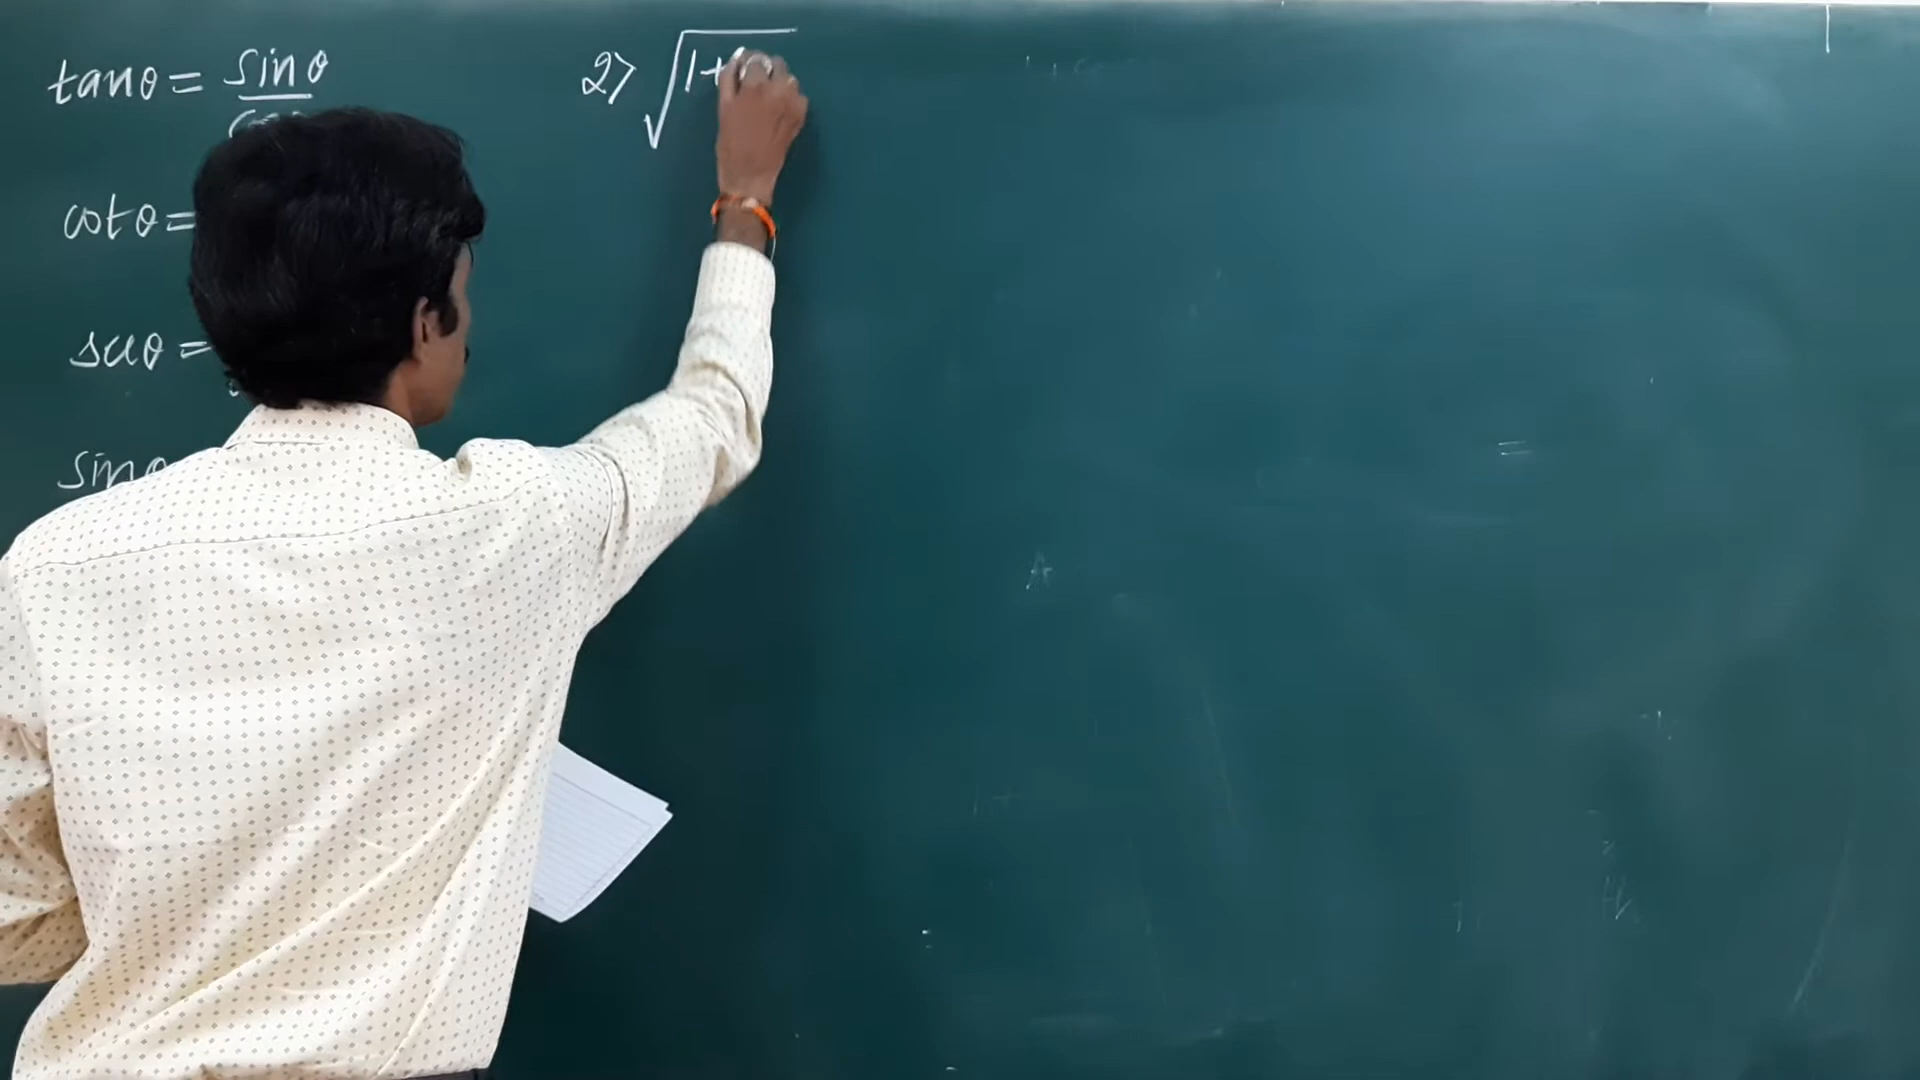 tanθ = sinθ
cotθ =
secθ =
sinθ
2> √1+